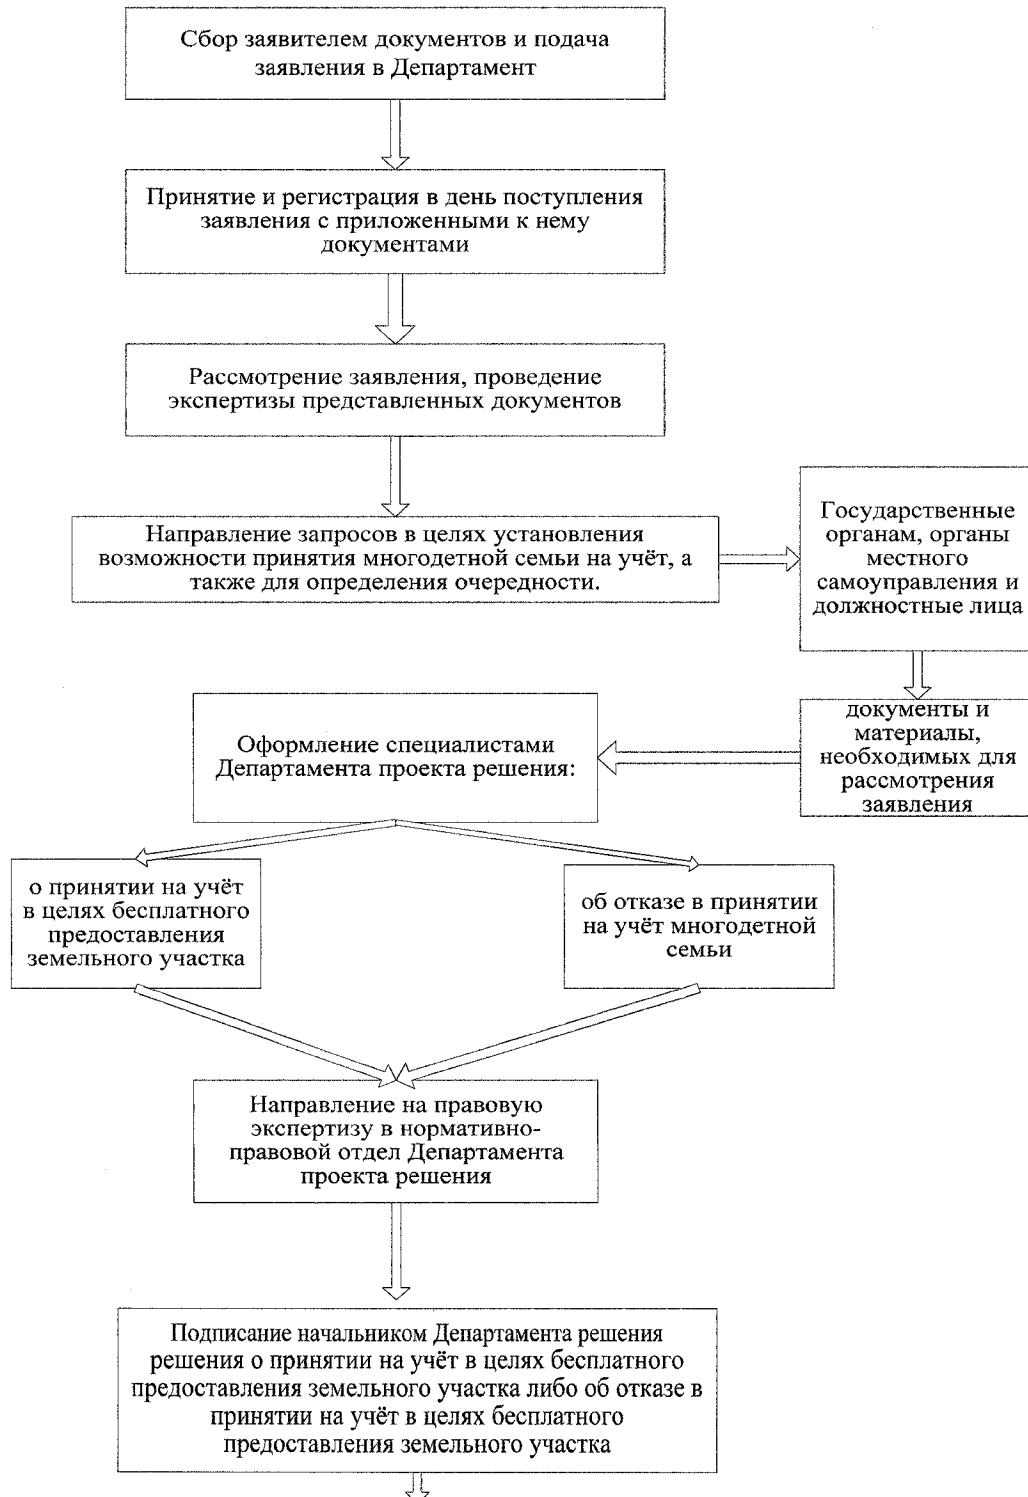 Сбор заявителем документов и подача
заявления в Департамент
Принятие и регистрация в день поступления
заявления с приложенными к нему
документами
Рассмотрение заявления, проведение
экспертизы представленных документов
Направление запросов в целях установления
возможности принятия многодетной семьи на учёт, а
также для определения очередности.
Государственные
органам, органы
местного
самоуправления и
должностные лица
документы и
материалы,
необходимых для
рассмотрения
заявления
Оформление специалистами
Департамента проекта решения:
о принятии на учёт
в целях бесплатного
предоставления
земельного участка
об отказе в принятии
на учёт многодетной
семьи
Направление на правовую
экспертизу в нормативно-
правовой отдел Департамента
проекта решения
Подписание начальником Департамента решения
решения о принятии на учёт в целях бесплатного
предоставления земельного участка либо об отказе в
принятии на учёт в целях бесплатного
предоставления земельного участка